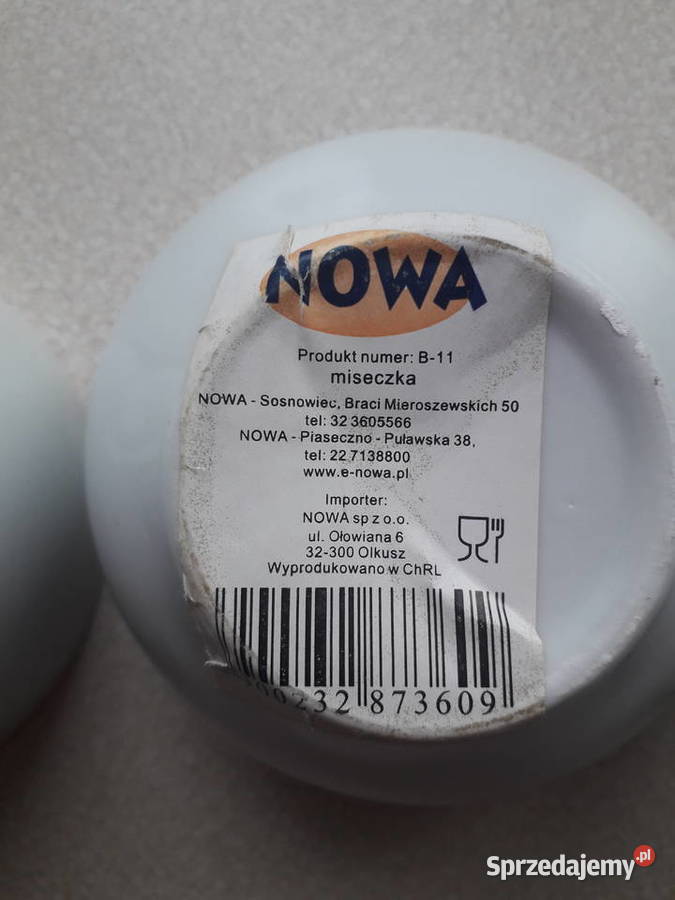 NOWA
Produkt numer: B-11
miseczka
NOWA - Sosnowiec, Braci Mieroszewskich 50
tel: 32 3605566
NOWA - Piaseczno - Puławska 38,
tel: 22 7138800
www.e-nowa.pl
Importer:
NOWA sp z o.o.
ul. Ołowiana 6
32-300 Olkusz
Wyprodukowano w ChRL
00232 873609
Sprzedajemy.pl